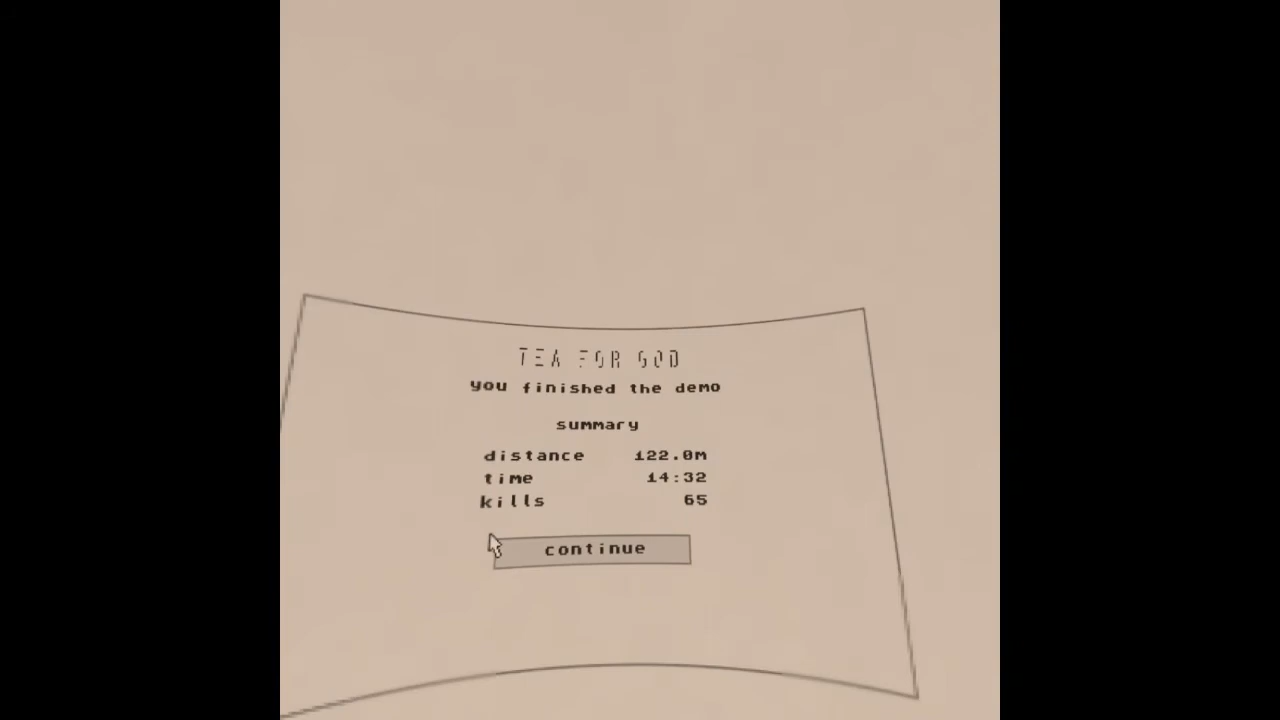 TEA FOR GOD
you finished the demo
summary
distance 122.0m
time 14:32
kills 65
continue